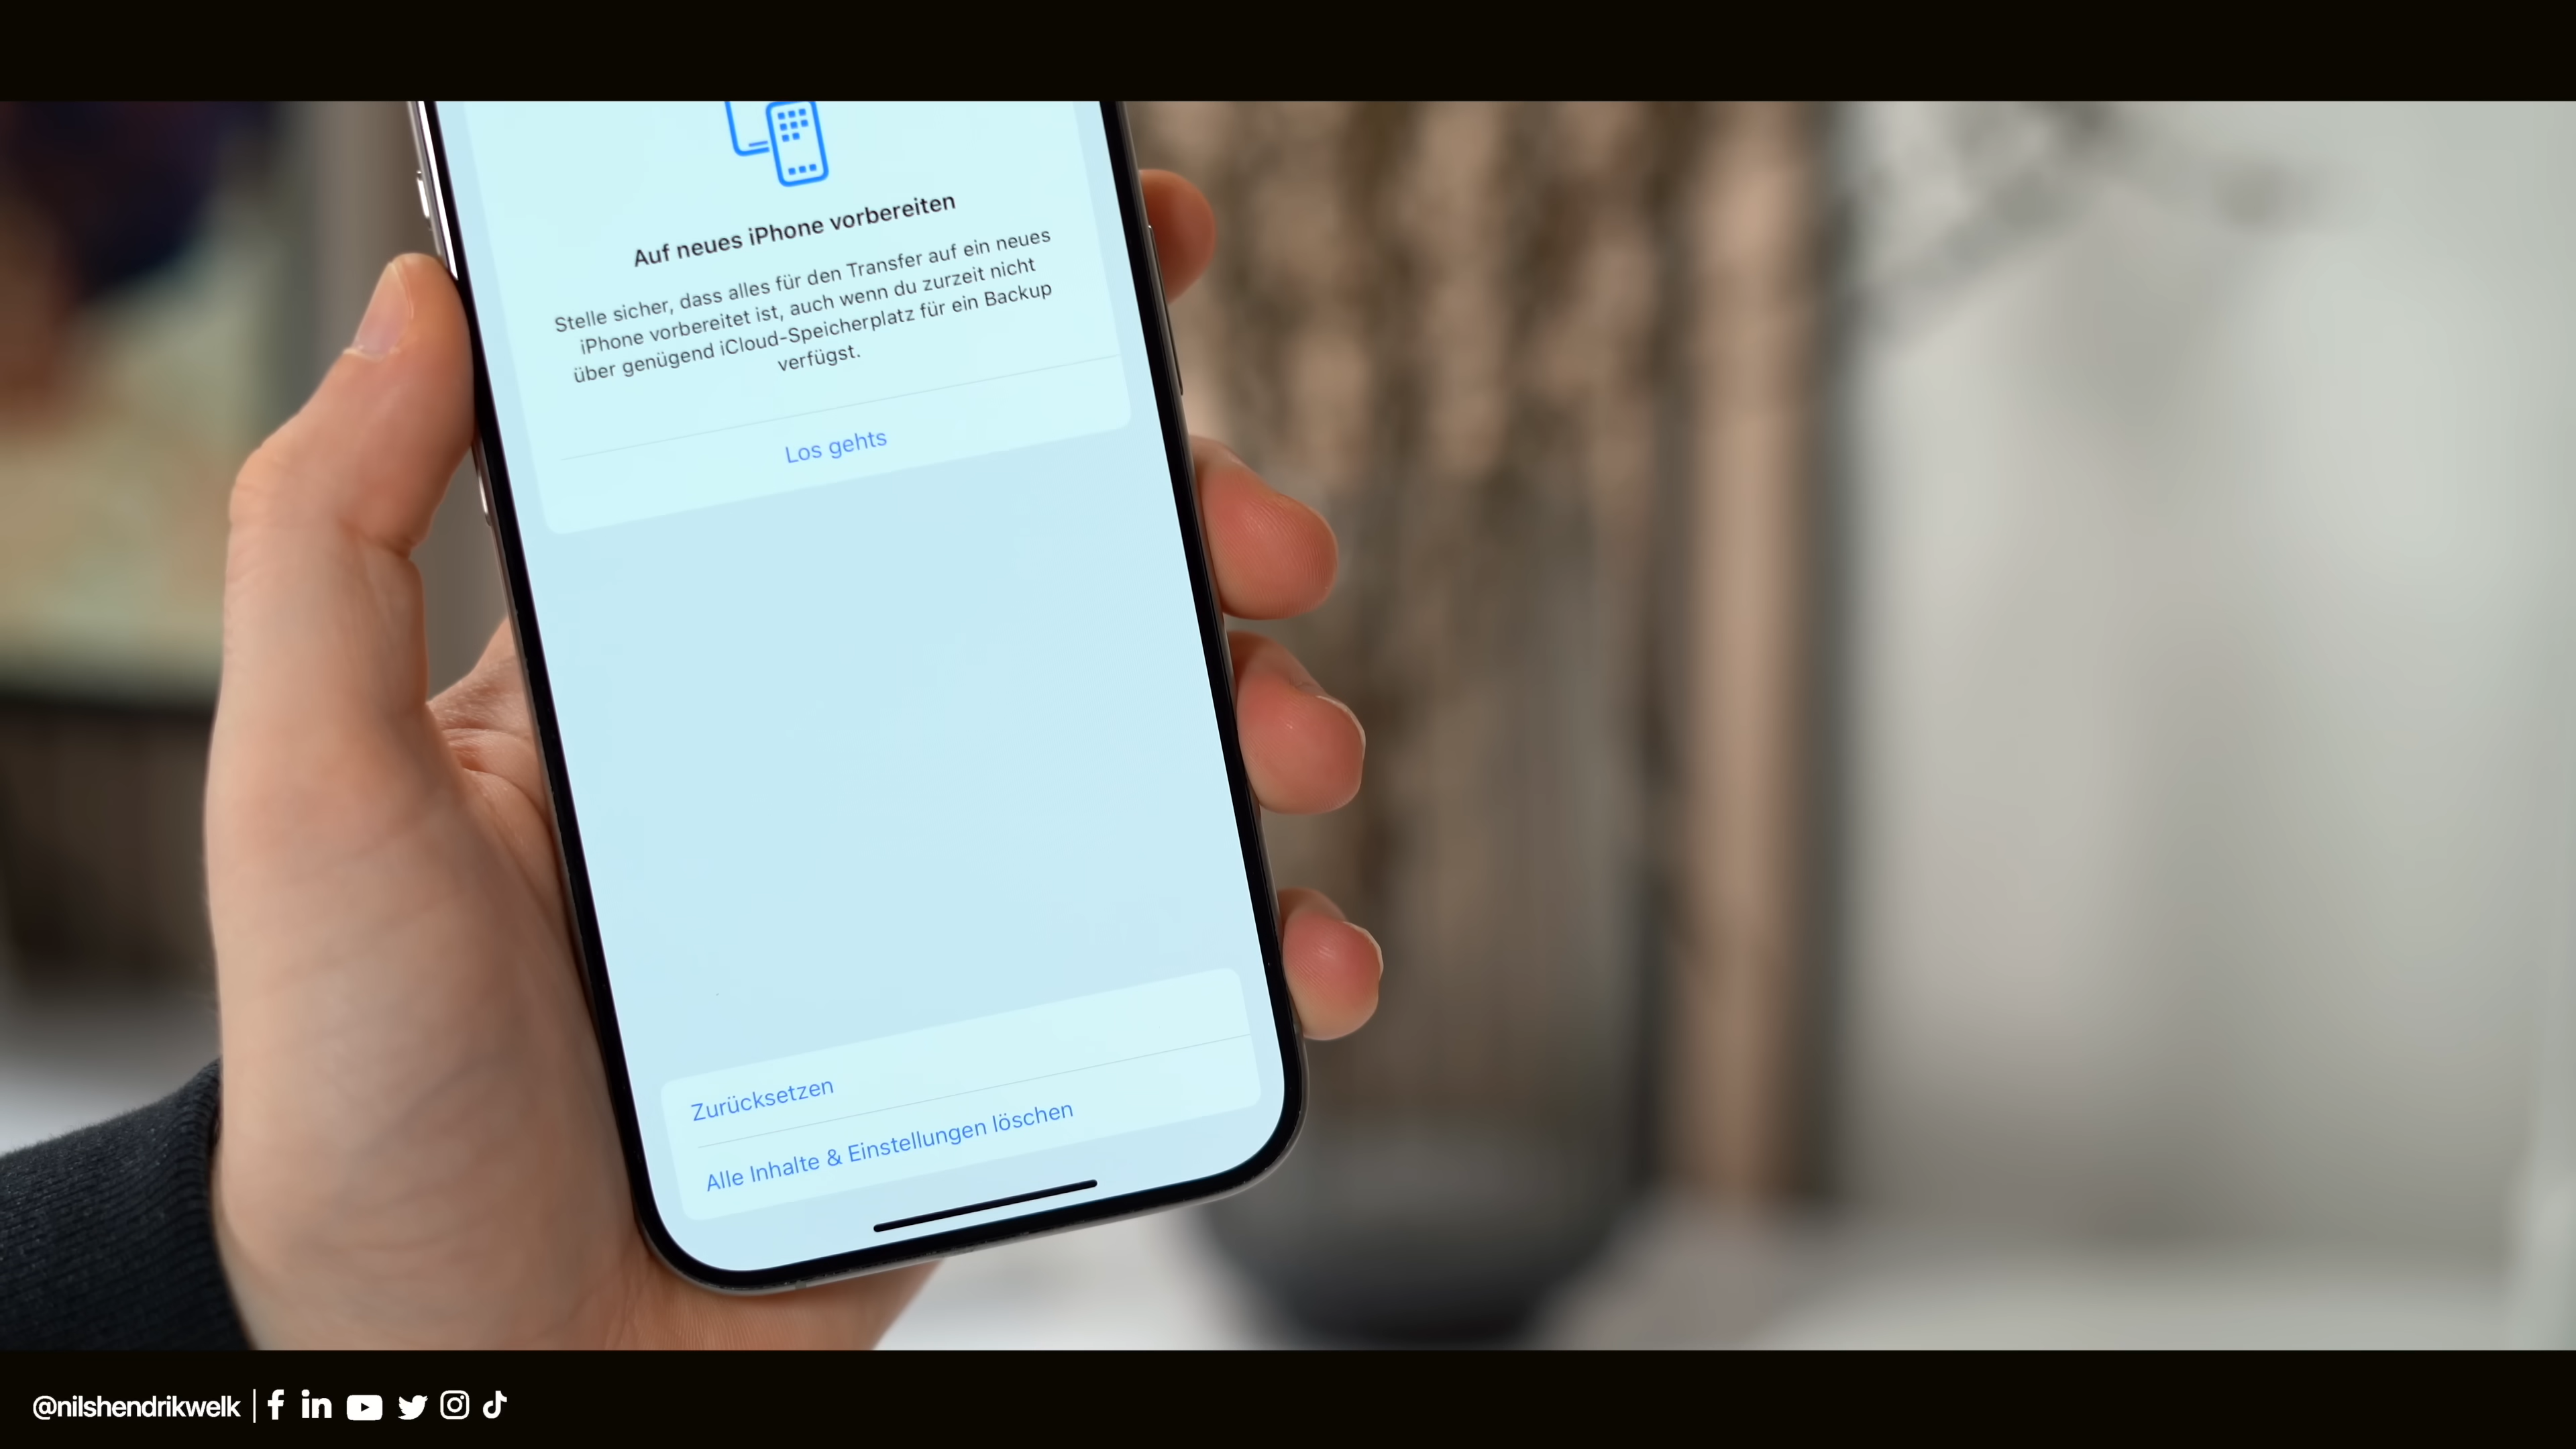 Auf neues iPhone vorbereiten
Stelle sicher, dass alles für den Transfer auf ein neues
iPhone vorbereitet ist, auch wenn du zurzeit nicht
über genügend iCloud-Speicherplatz für ein Backup
verfügst.
Los gehts
Zurücksetzen
Alle Inhalte & Einstellungen löschen
@nilshendrikwelk